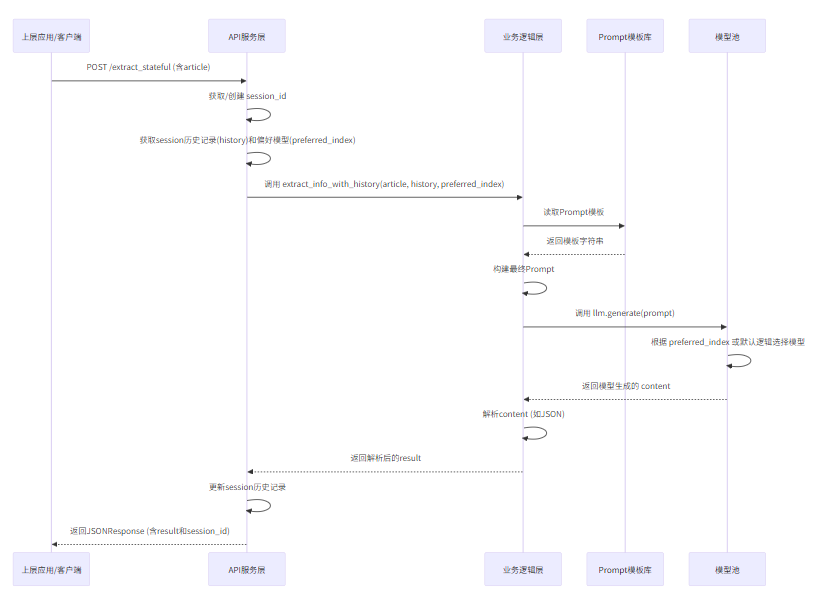 上层应用/客户端
API服务层
业务逻辑层
Prompt模板库
模型池
POST /extract_stateful (含article)
获取/创建 session_id
获取session历史记录(history)和偏好模型(preferred_index)
调用 extract_info_with_history(article, history, preferred_index)
读取Prompt模板
返回模板字符串
构建最终Prompt
调用 llm.generate(prompt)
根据 preferred_index 或默认逻辑选择模型
返回模型生成的 content
解析content (如JSON)
返回解析后的result
更新session历史记录
返回JSONResponse (含result和session_id)
上层应用/客户端
API服务层
业务逻辑层
Prompt模板库
模型池